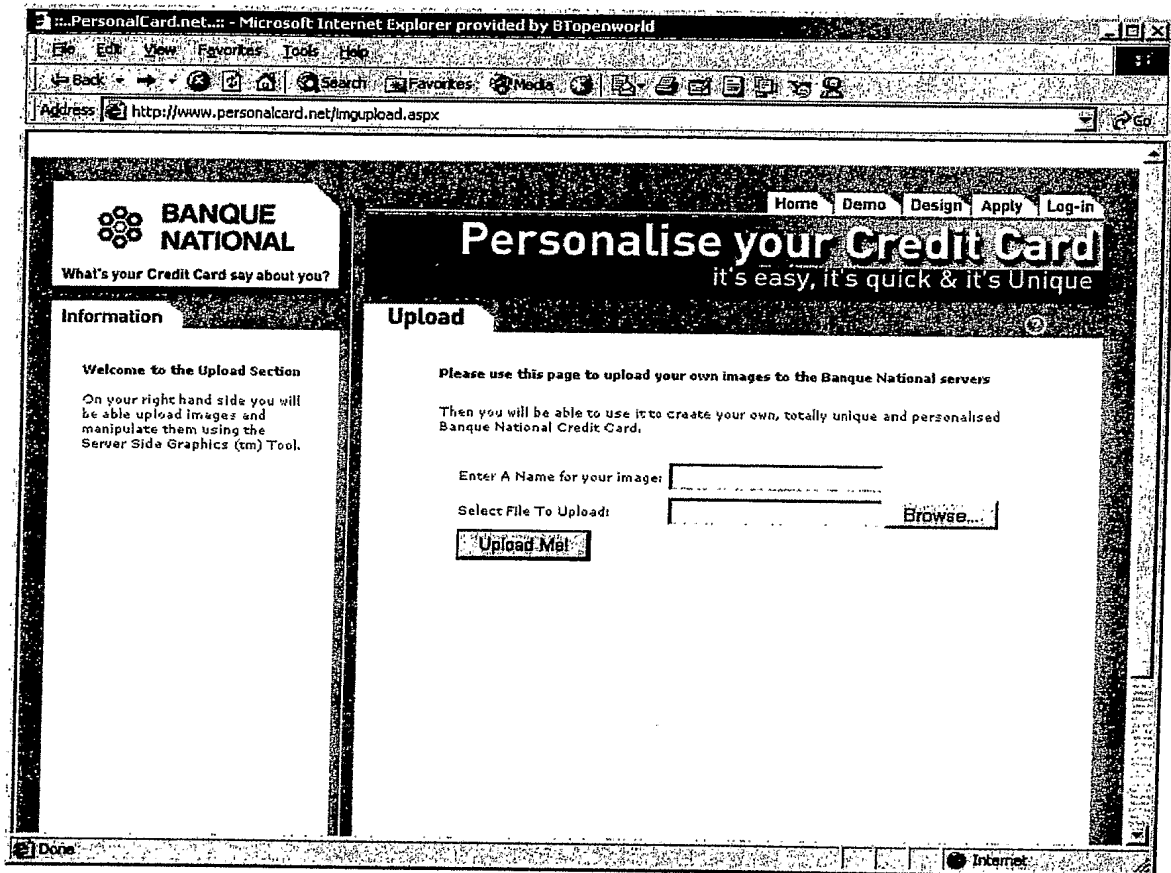 ::..PersonalCard.net..:: - Microsoft Internet Explorer provided by BTopenworld
File Edit View Favorites Tools Help
Back Search Favorites Media
Address http://www.personalcard.net/imgupload.aspx Go
Home Demo Design Apply Log-in
BANQUE
NATIONAL
What's your Credit Card say about you?
Personalise your Credit Card
it's easy, it's quick & it's Unique
Information
Welcome to the Upload Section
On your right hand side you will
be able upload images and
manipulate them using the
Server Side Graphics (tm) Tool.
Upload
?
Please use this page to upload your own images to the Banque National servers
Then you will be able to use it to create your own, totally unique and personalised
Banque National Credit Card.
Enter A Name for your image:
Select File To Upload: Browse...
Upload Me!
Done Internet